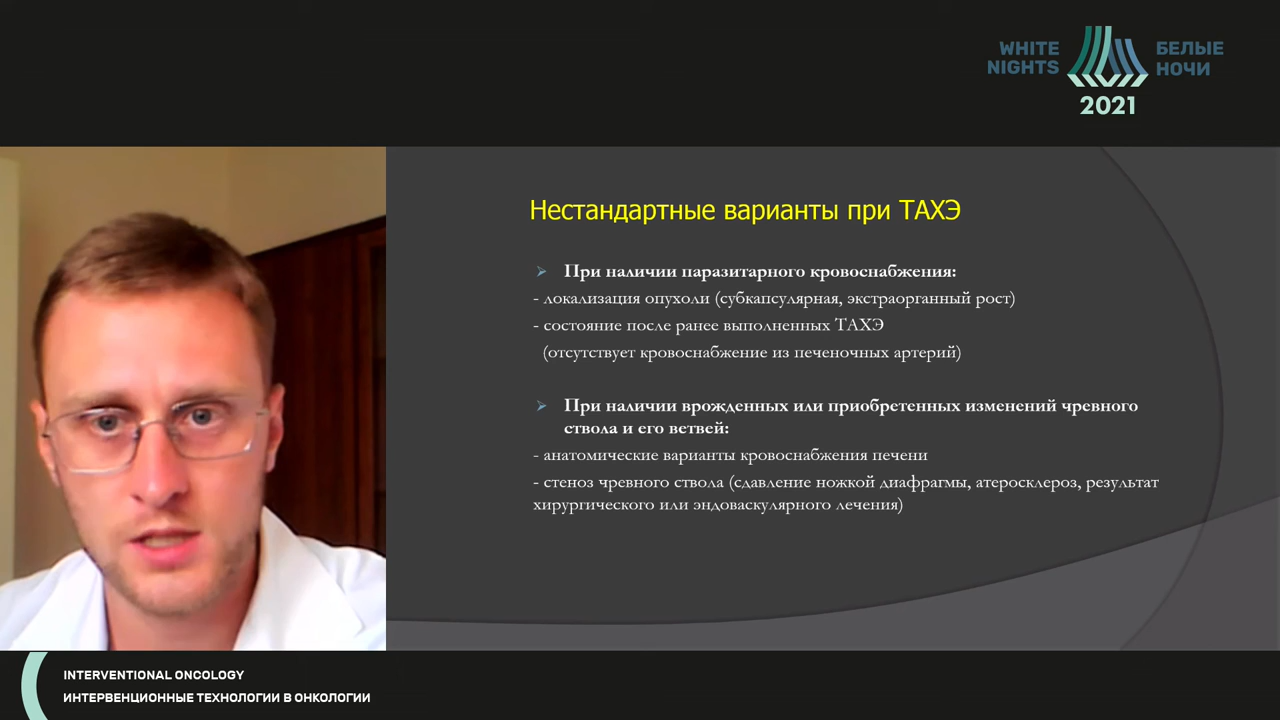 WHITE
NIGHTS
БЕЛЫЕ
НОЧИ
2021
Нестандартные варианты при ТАХЭ
При наличии паразитарного кровоснабжения:
- локализация опухоли (субкапсулярная, экстраорганный рост)
- состояние после ранее выполненных ТАХЭ
(отсутствует кровоснабжение из печеночных артерий)
При наличии врожденных или приобретенных изменений чревного
ствола и его ветвей:
- анатомические варианты кровоснабжения печени
- стеноз чревного ствола (сдавление ножкой диафрагмы, атеросклероз, результат
хирургического или эндоваскулярного лечения)
INTERVENTIONAL ONCOLOGY
ИНТЕРВЕНЦИОННЫЕ ТЕХНОЛОГИИ В ОНКОЛОГИИ